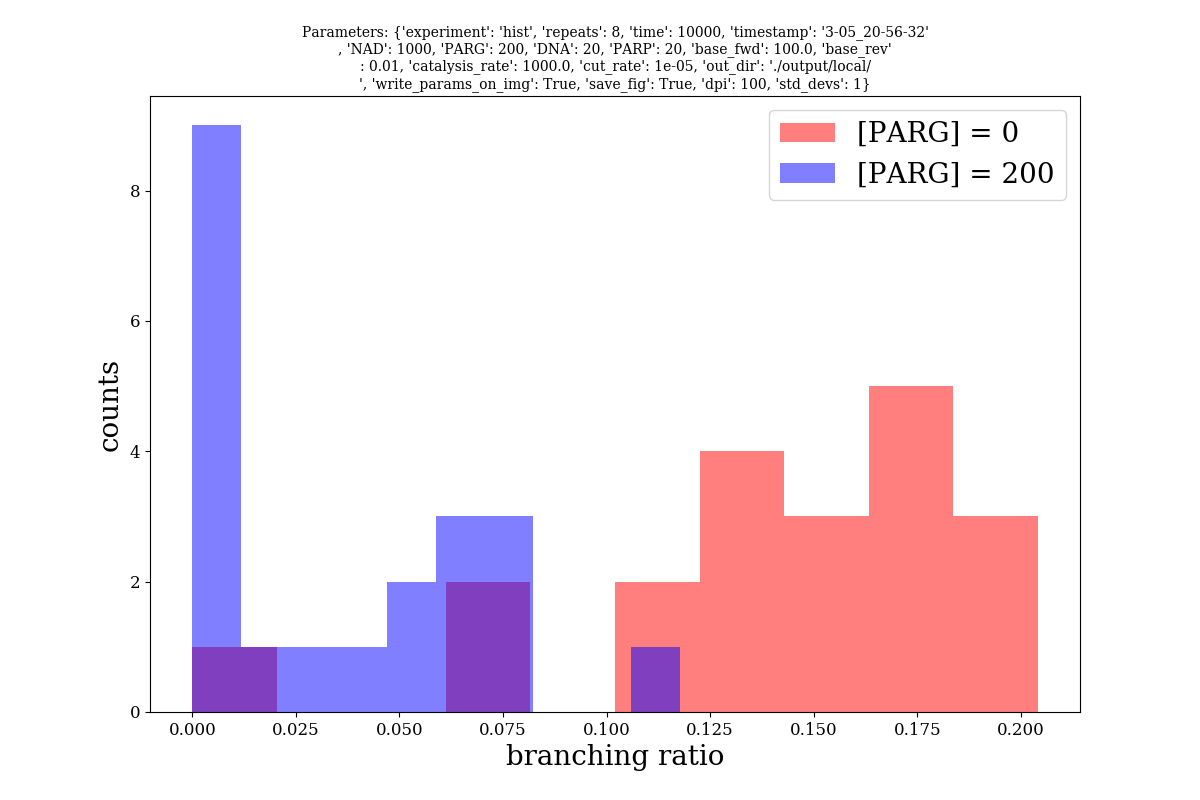 Parameters: {'experiment': 'hist', 'repeats': 8, 'time': 10000, 'timestamp': '3-05_20-56-32'
, 'NAD': 1000, 'PARG': 200, 'DNA': 20, 'PARP': 20, 'base_fwd': 100.0, 'base_rev'
: 0.01, 'catalysis_rate': 1000.0, 'cut_rate': 1e-05, 'out_dir': './output/local/
', 'write_params_on_img': True, 'save_fig': True, 'dpi': 100, 'std_devs': 1}
[PARG] = 0
[PARG] = 200
8
6
4
2
0
counts
0.000 0.025 0.050 0.075 0.100 0.125 0.150 0.175 0.200
branching ratio